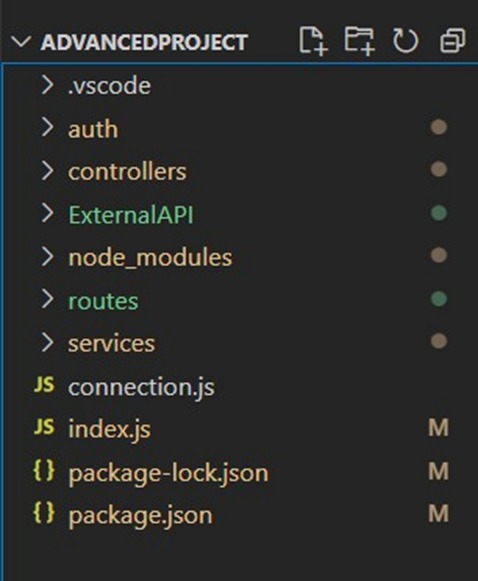 ADVANCEDPROJECT
.vscode
auth
controllers
ExternalAPI
node_modules
routes
services
JS connection.js
JS index.js M
{} package-lock.json M
{} package.json M